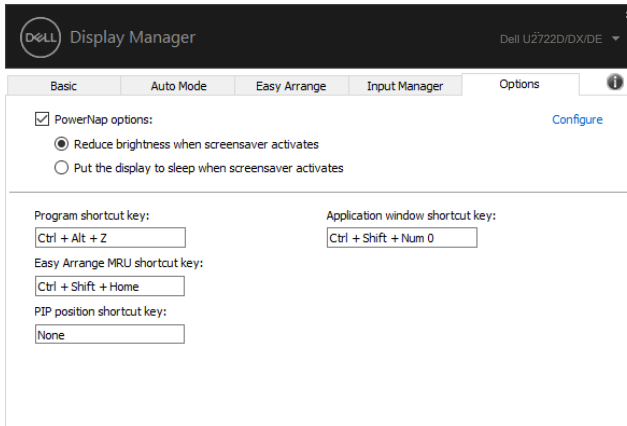 DELL Display Manager
Dell U2722D/DX/DE
Basic Auto Mode Easy Arrange Input Manager Options
PowerNap options: Configure
Reduce brightness when screensaver activates
Put the display to sleep when screensaver activates
Program shortcut key: Application window shortcut key:
Ctrl + Alt + Z Ctrl + Shift + Num 0
Easy Arrange MRU shortcut key:
Ctrl + Shift + Home
PIP position shortcut key:
None